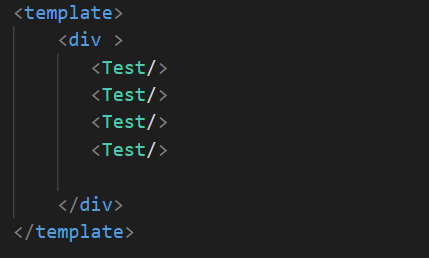 <template>
<div >
<Test/>
<Test/>
<Test/>
<Test/>
</div>
</template>